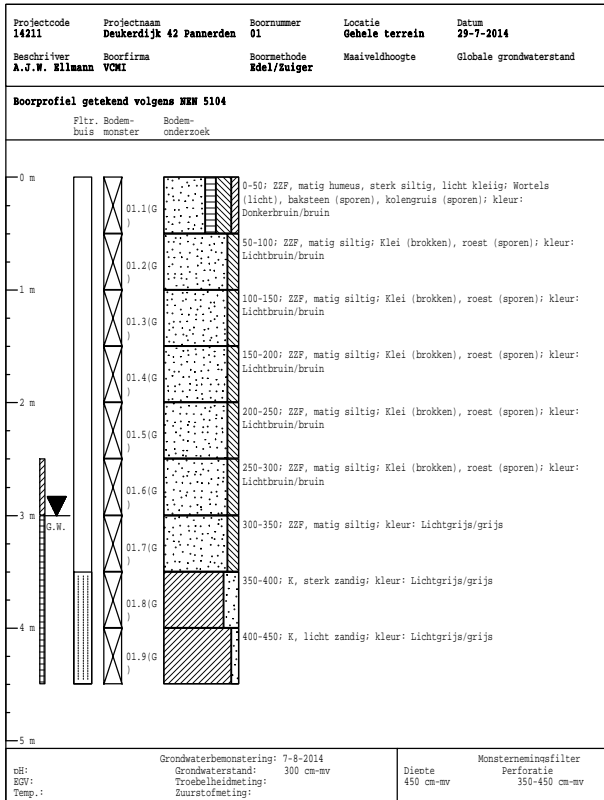 Projectcode Projectnaam Boornummer Locatie Datum
14211 Deukerdijk 42 Pannerden 01 Gehele terrein 29-7-2014
Beschrijver Boorfirma Boormethode Maaiveldhoogte Globale grondwaterstand
A.J.W. Ellmann VCMI Edel/Zuiger
Boorprofiel getekend volgens NEN 5104
Fltr. Bodem- Bodem-
buis monster onderzoek
0 m
01.1(G
)
0-50; ZZF, matig humeus, sterk siltig, licht kleiig; Wortels
(licht), baksteen (sporen), kolengruis (sporen); kleur:
Donkerbruin/bruin
01.2(G
)
50-100; ZZF, matig siltig; Klei (brokken), roest (sporen); kleur:
Lichtbruin/bruin
1 m
01.3(G
)
100-150; ZZF, matig siltig; Klei (brokken), roest (sporen); kleur:
Lichtbruin/bruin
01.4(G
)
150-200; ZZF, matig siltig; Klei (brokken), roest (sporen); kleur:
Lichtbruin/bruin
2 m
01.5(G
)
200-250; ZZF, matig siltig; Klei (brokken), roest (sporen); kleur:
Lichtbruin/bruin
01.6(G
)
250-300; ZZF, matig siltig; Klei (brokken), roest (sporen); kleur:
Lichtbruin/bruin
3 m
G.W.
01.7(G
)
300-350; ZZF, matig siltig; kleur: Lichtgrijs/grijs
01.8(G
)
350-400; K, sterk zandig; kleur: Lichtgrijs/grijs
4 m
01.9(G
)
400-450; K, licht zandig; kleur: Lichtgrijs/grijs
5 m
Grondwaterbemonstering: 7-8-2014 Monsternemingsfilter
pH: Grondwaterstand: 300 cm-mv Diepte Perforatie
EGV: Troebelheidmeting: 450 cm-mv 350-450 cm-mv
Temp.: Zuurstofmeting: